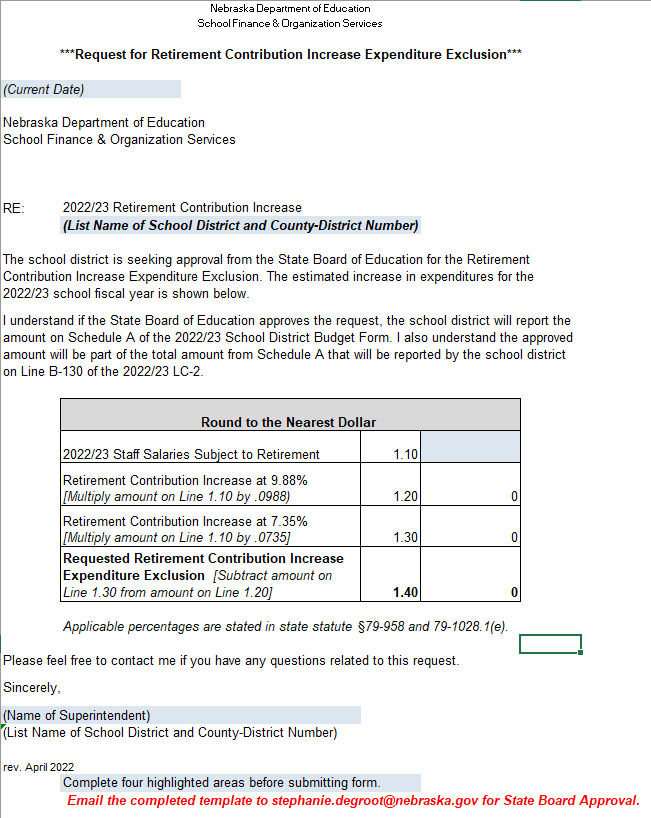 Nebraska Department of Education
School Finance & Organization Services
***Request for Retirement Contribution Increase Expenditure Exclusion***
(Current Date)
Nebraska Department of Education
School Finance & Organization Services
RE: 2022/23 Retirement Contribution Increase
(List Name of School District and County-District Number)
The school district is seeking approval from the State Board of Education for the Retirement
Contribution Increase Expenditure Exclusion. The estimated increase in expenditures for the
2022/23 school fiscal year is shown below.
I understand if the State Board of Education approves the request, the school district will report the
amount on Schedule A of the 2022/23 School District Budget Form. I also understand the approved
amount will be part of the total amount from Schedule A that will be reported by the school district
on Line B-130 of the 2022/23 LC-2.
Round to the Nearest Dollar
2022/23 Staff Salaries Subject to Retirement 1.10
Retirement Contribution Increase at 9.88%
[Multiply amount on Line 1.10 by .0988) 1.20 0
Retirement Contribution Increase at 7.35%
[Multiply amount on Line 1.10 by .0735] 1.30 0
Requested Retirement Contribution Increase
Expenditure Exclusion [Subtract amount on
Line 1.30 from amount on Line 1.20] 1.40 0
Applicable percentages are stated in state statute §79-958 and 79-1028.1(e).
Please feel free to contact me if you have any questions related to this request.
Sincerely,
(Name of Superintendent)
(List Name of School District and County-District Number)
rev. April 2022
Complete four highlighted areas before submitting form.
Email the completed template to stephanie.degroot@nebraska.gov for State Board Approval.